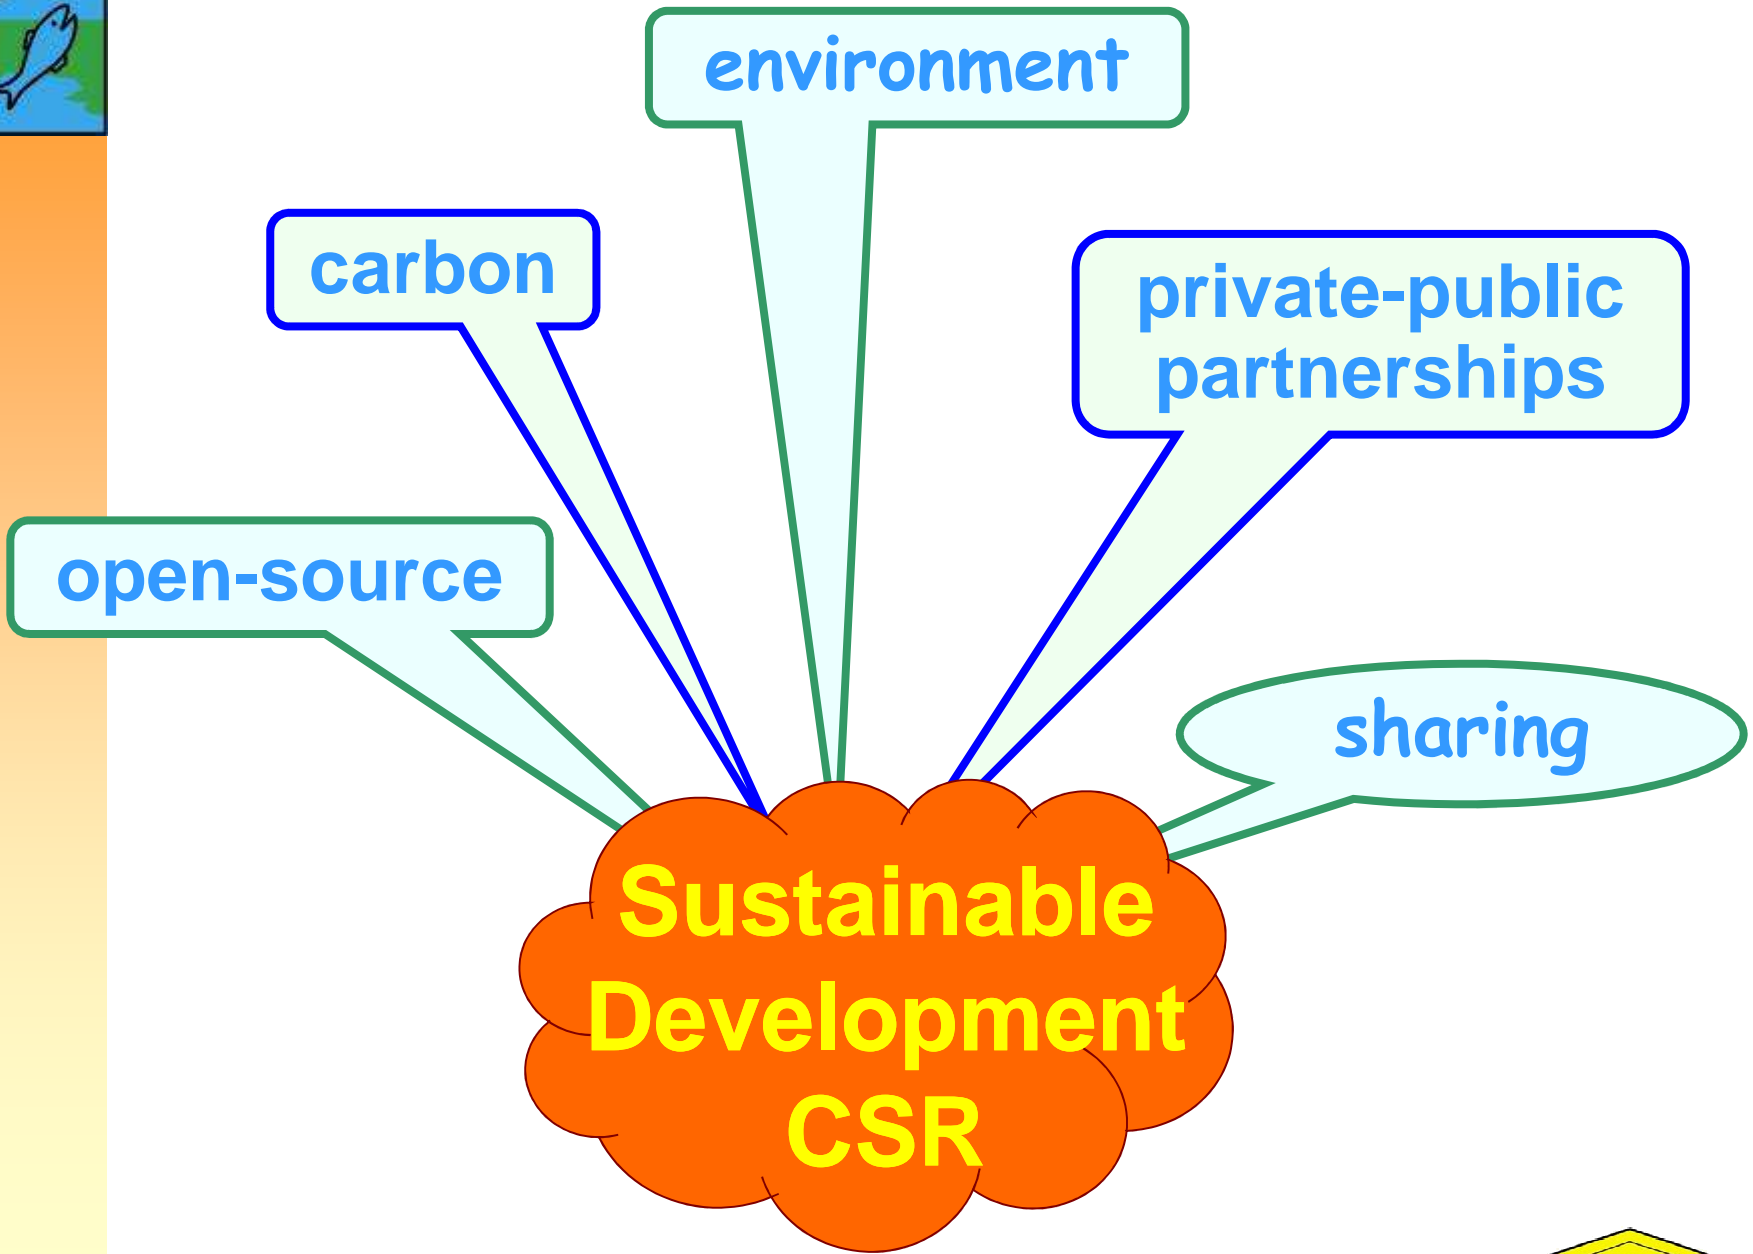 environment
carbon
private-public
partnerships
open-source
sharing
Sustainable
Development
CSR